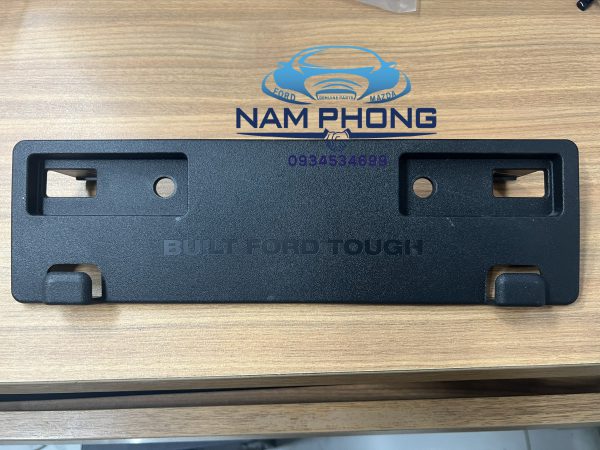 FORD GENUINE PARTS MAZDA
NAM PHONG
0934534699
BUILT FORD TOUGH